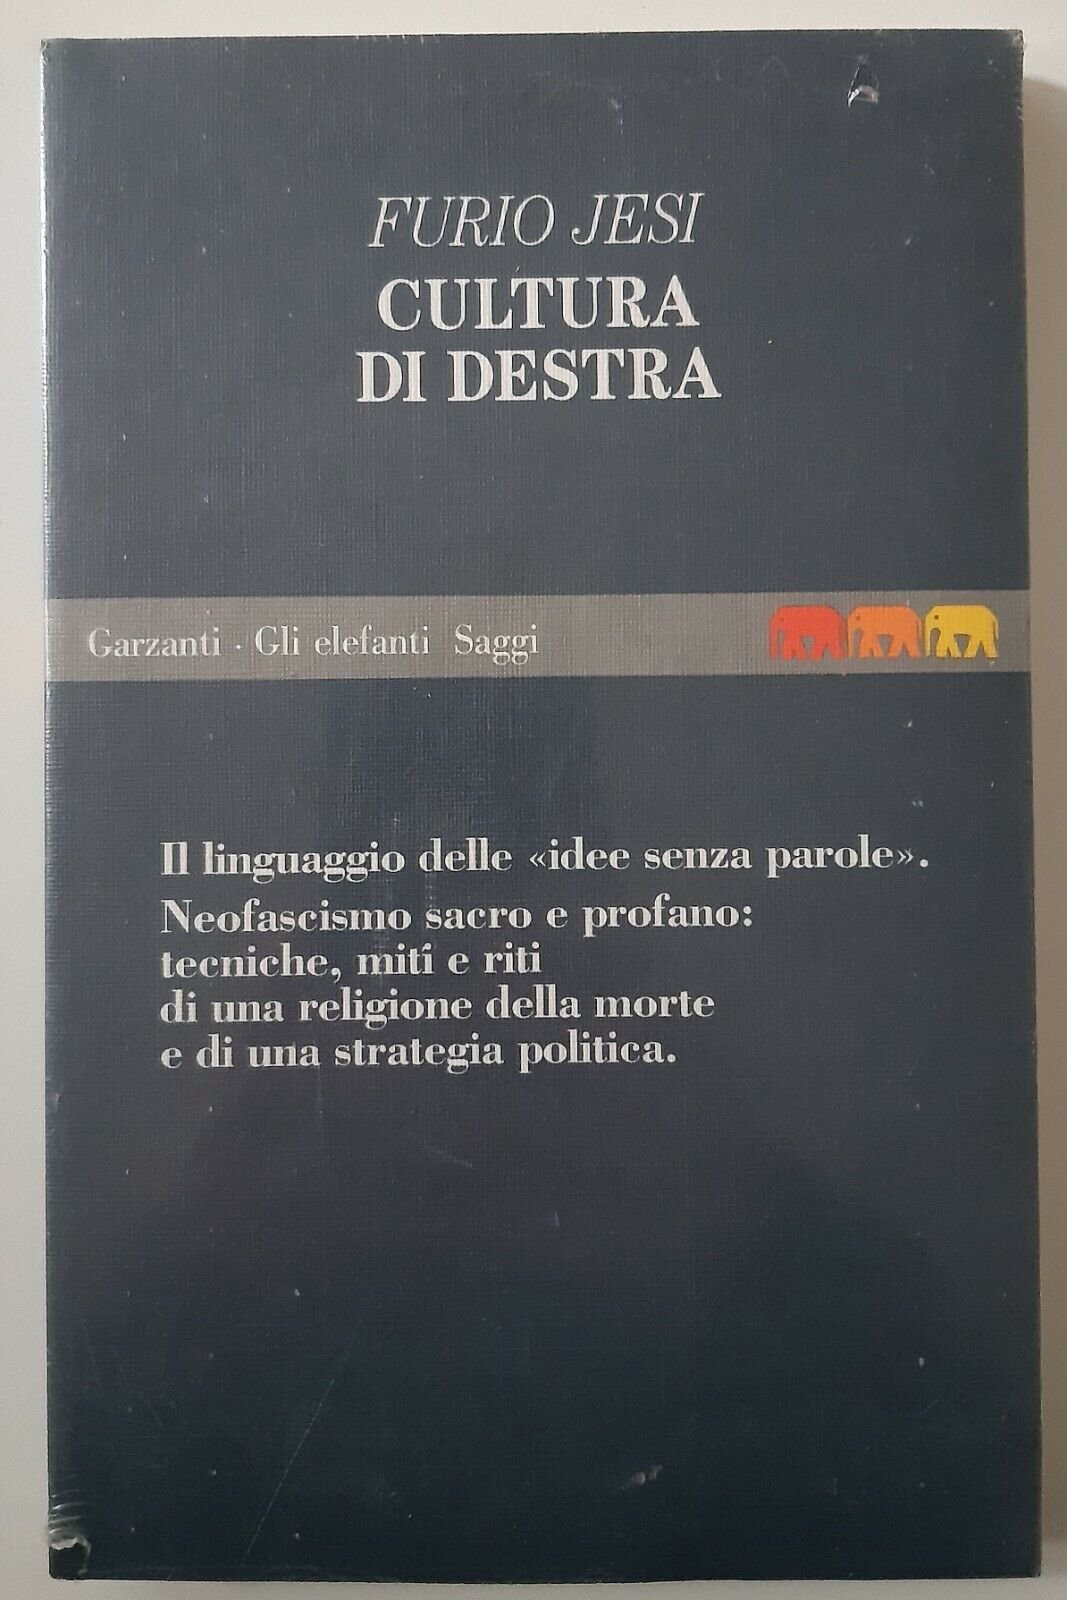 FURIO JESI
CULTURA
DI DESTRA
Garzanti · Gli elefanti Saggi
Il linguaggio delle «idee senza parole».
Neofascismo sacro e profano:
tecniche, miti e riti
di una religione della morte
e di una strategia politica.